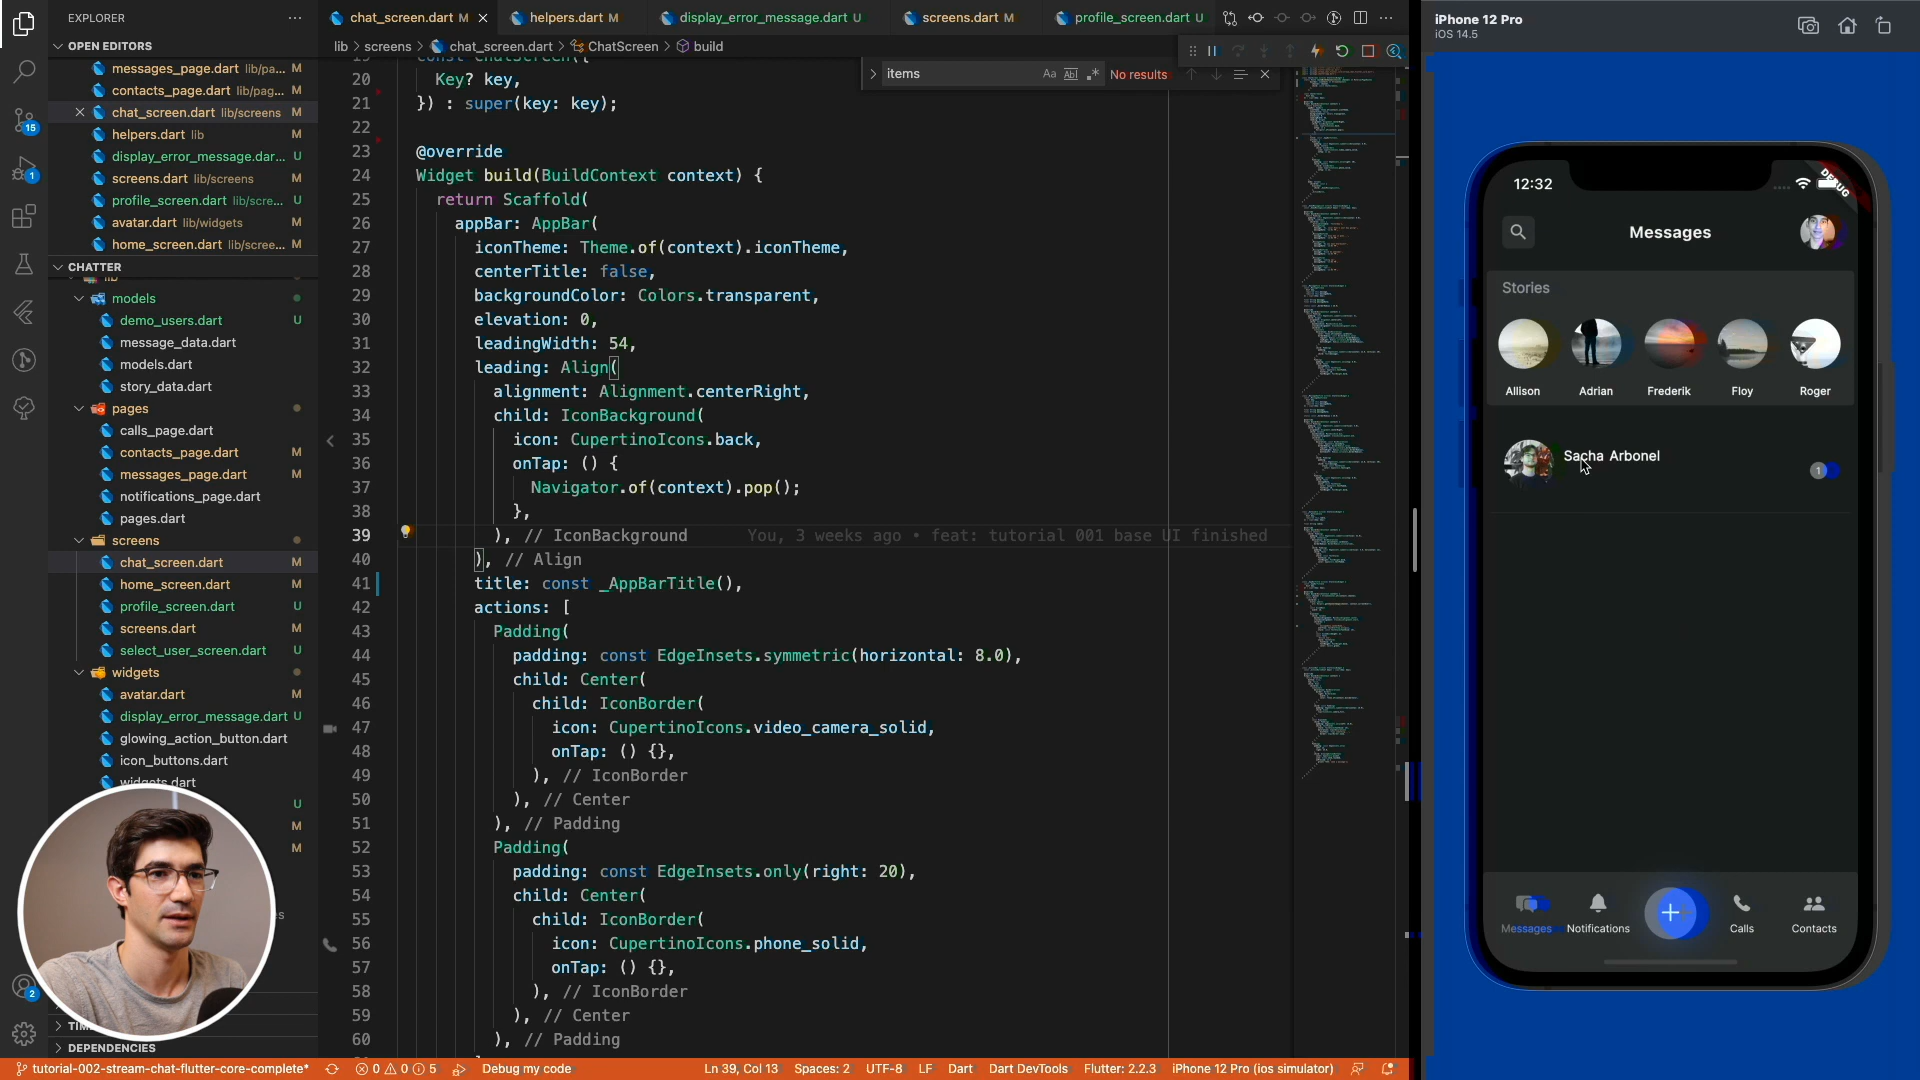 EXPLORER
OPEN EDITORS
messages_page.dart lib/pa... M
contacts_page.dart lib/pag... M
chat_screen.dart lib/screens M
helpers.dart lib M
display_error_message.dar... U
screens.dart lib/screens M
profile_screen.dart lib/scre... U
avatar.dart lib/widgets M
home_screen.dart lib/scree... M
CHATTER
lib
models
demo_users.dart U
message_data.dart
models.dart
story_data.dart
pages
calls_page.dart
contacts_page.dart M
messages_page.dart M
notifications_page.dart
pages.dart
screens
chat_screen.dart M
home_screen.dart M
profile_screen.dart U
screens.dart M
select_user_screen.dart U
widgets
avatar.dart M
display_error_message.dart U
glowing_action_button.dart
icon_buttons.dart
widgets.dart
U
M
M
DEPENDENCIES
15
1
2
chat_screen.dart M
helpers.dart M
display_error_message.dart U
screens.dart M
profile_screen.dart U
lib > screens > chat_screen.dart > ChatScreen > build
items
Aa
Abl
No results
19 const ChatScreen({
20 Key? key,
21 }) : super(key: key);
22
23 @override
24 Widget build(BuildContext context) {
25 return Scaffold(
26 appBar: AppBar(
27 iconTheme: Theme.of(context).iconTheme,
28 centerTitle: false,
29 backgroundColor: Colors.transparent,
30 elevation: 0,
31 leadingWidth: 54,
32 leading: Align(
33 alignment: Alignment.centerRight,
34 child: IconBackground(
35 icon: CupertinoIcons.back,
36 onTap: () {
37 Navigator.of(context).pop();
38 },
39 ), // IconBackground You, 3 weeks ago • feat: tutorial 001 base UI finished
40 ), // Align
41 title: const _AppBarTitle(),
42 actions: [
43 Padding(
44 padding: const EdgeInsets.symmetric(horizontal: 8.0),
45 child: Center(
46 child: IconBorder(
47 icon: CupertinoIcons.video_camera_solid,
48 onTap: () {},
49 ), // IconBorder
50 ), // Center
51 ), // Padding
52 Padding(
53 padding: const EdgeInsets.only(right: 20),
54 child: Center(
55 child: IconBorder(
56 icon: CupertinoIcons.phone_solid,
57 onTap: () {},
58 ), // IconBorder
59 ), // Center
60 ), // Padding
tutorial-002-stream-chat-flutter-core-complete* 0 0 5 Debug my code Ln 39, Col 13 Spaces: 2 UTF-8 LF Dart Dart DevTools Flutter: 2.2.3 iPhone 12 Pro (ios simulator)
iPhone 12 Pro
iOS 14.5
12:32
DEBUG
Messages
Stories
Allison Adrian Frederik Floy Roger
Sacha Arbonel
1
Messages Notifications Calls Contacts